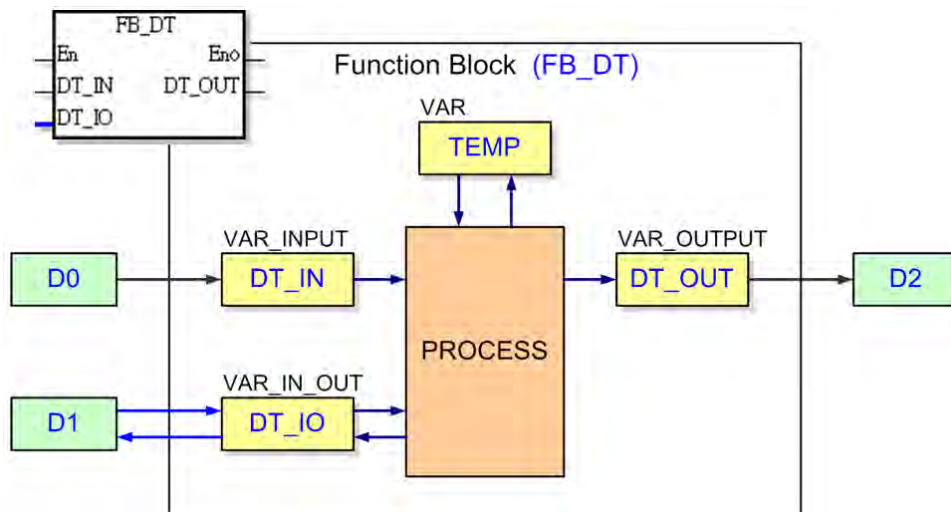 FB_DT
En Eno
DT_IN DT_OUT
DT_IO
Function Block (FB_DT)
VAR
TEMP
VAR_INPUT VAR_OUTPUT
D0 DT_IN DT_OUT D2
PROCESS
VAR_IN_OUT
D1 DT_IO